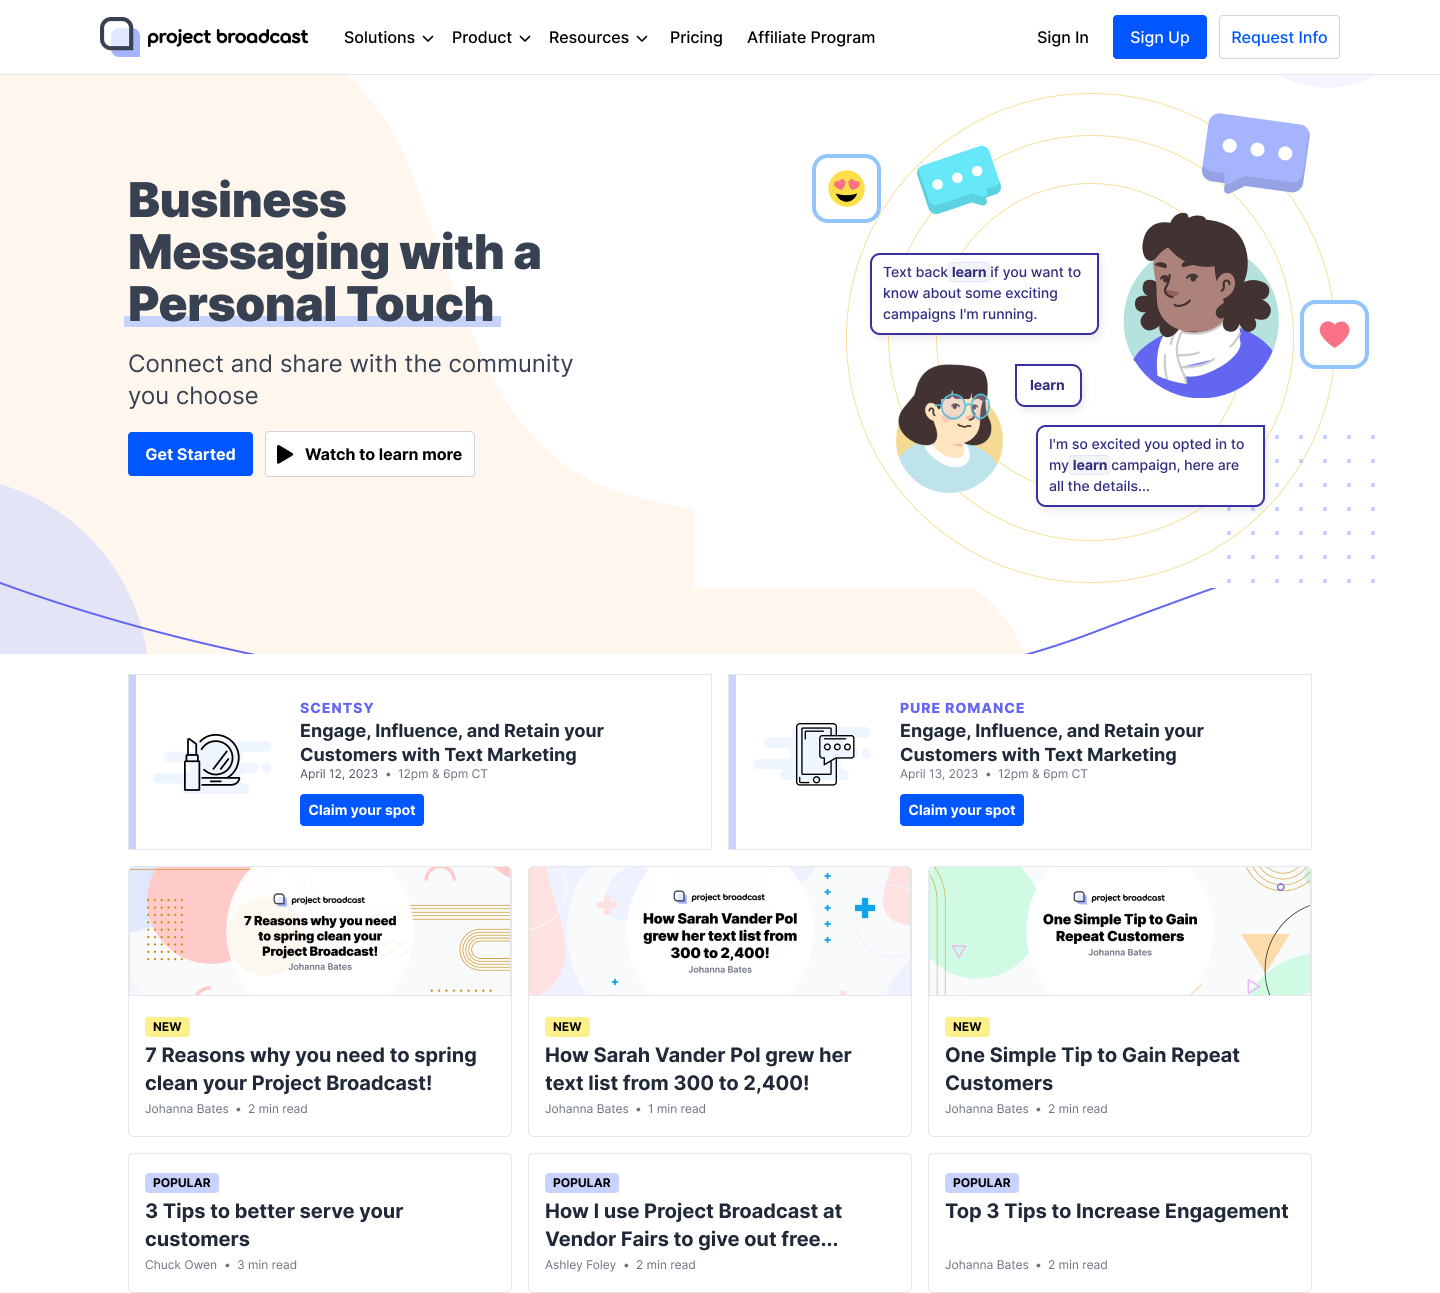 project broadcast
Solutions
Product
Resources
Pricing
Affiliate Program
Sign In
Sign Up
Request Info
Business
Messaging with a
Personal Touch
Connect and share with the community
you choose
Get Started
Watch to learn more
Text back learn if you want to
know about some exciting
campaigns I'm running.
learn
I'm so excited you opted in to
my learn campaign, here are
all the details...
SCENTSY
Engage, Influence, and Retain your
Customers with Text Marketing
April 12, 2023 • 12pm & 6pm CT
Claim your spot
PURE ROMANCE
Engage, Influence, and Retain your
Customers with Text Marketing
April 13, 2023 • 12pm & 6pm CT
Claim your spot
project broadcast
7 Reasons why you need
to spring clean your
Project Broadcast!
Johanna Bates
NEW
7 Reasons why you need to spring
clean your Project Broadcast!
Johanna Bates • 2 min read
project broadcast
How Sarah Vander Pol
grew her text list from
300 to 2,400!
Johanna Bates
NEW
How Sarah Vander Pol grew her
text list from 300 to 2,400!
Johanna Bates • 1 min read
project broadcast
One Simple Tip to Gain
Repeat Customers
Johanna Bates
NEW
One Simple Tip to Gain Repeat
Customers
Johanna Bates • 2 min read
POPULAR
3 Tips to better serve your
customers
Chuck Owen • 3 min read
POPULAR
How I use Project Broadcast at
Vendor Fairs to give out free...
Ashley Foley • 2 min read
POPULAR
Top 3 Tips to Increase Engagement
Johanna Bates • 2 min read